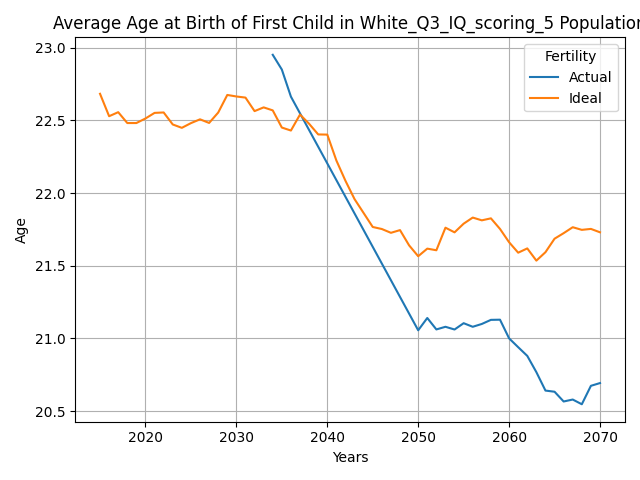 Average Age at Birth of First Child in White_Q3_IQ_scoring_5 Population
Fertility
Actual
Ideal
Age
23.0
22.5
22.0
21.5
21.0
20.5
2020 2030 2040 2050 2060 2070
Years